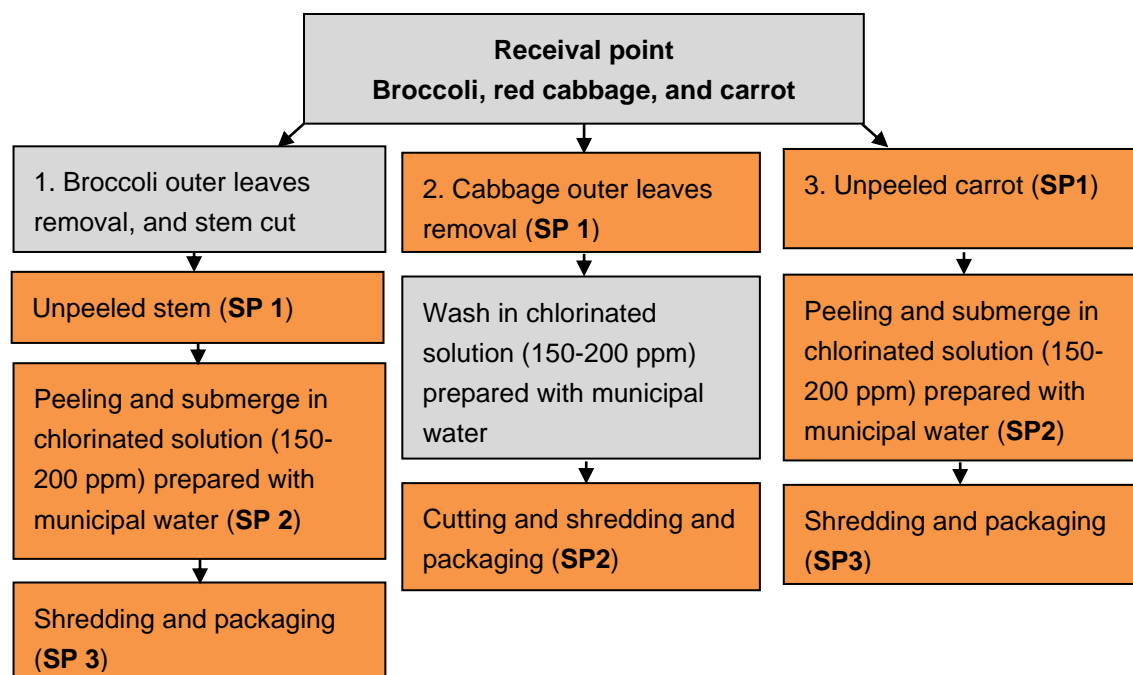 Receival point
Broccoli, red cabbage, and carrot
1. Broccoli outer leaves
removal, and stem cut
Unpeeled stem (SP 1)
Peeling and submerge in
chlorinated solution (150-
200 ppm) prepared with
municipal water (SP 2)
Shredding and packaging
(SP 3)
2. Cabbage outer leaves
removal (SP 1)
Wash in chlorinated
solution (150-200 ppm)
prepared with municipal
water
Cutting and shredding and
packaging (SP2)
3. Unpeeled carrot (SP1)
Peeling and submerge in
chlorinated solution (150-
200 ppm) prepared with
municipal water (SP2)
Shredding and packaging
(SP3)